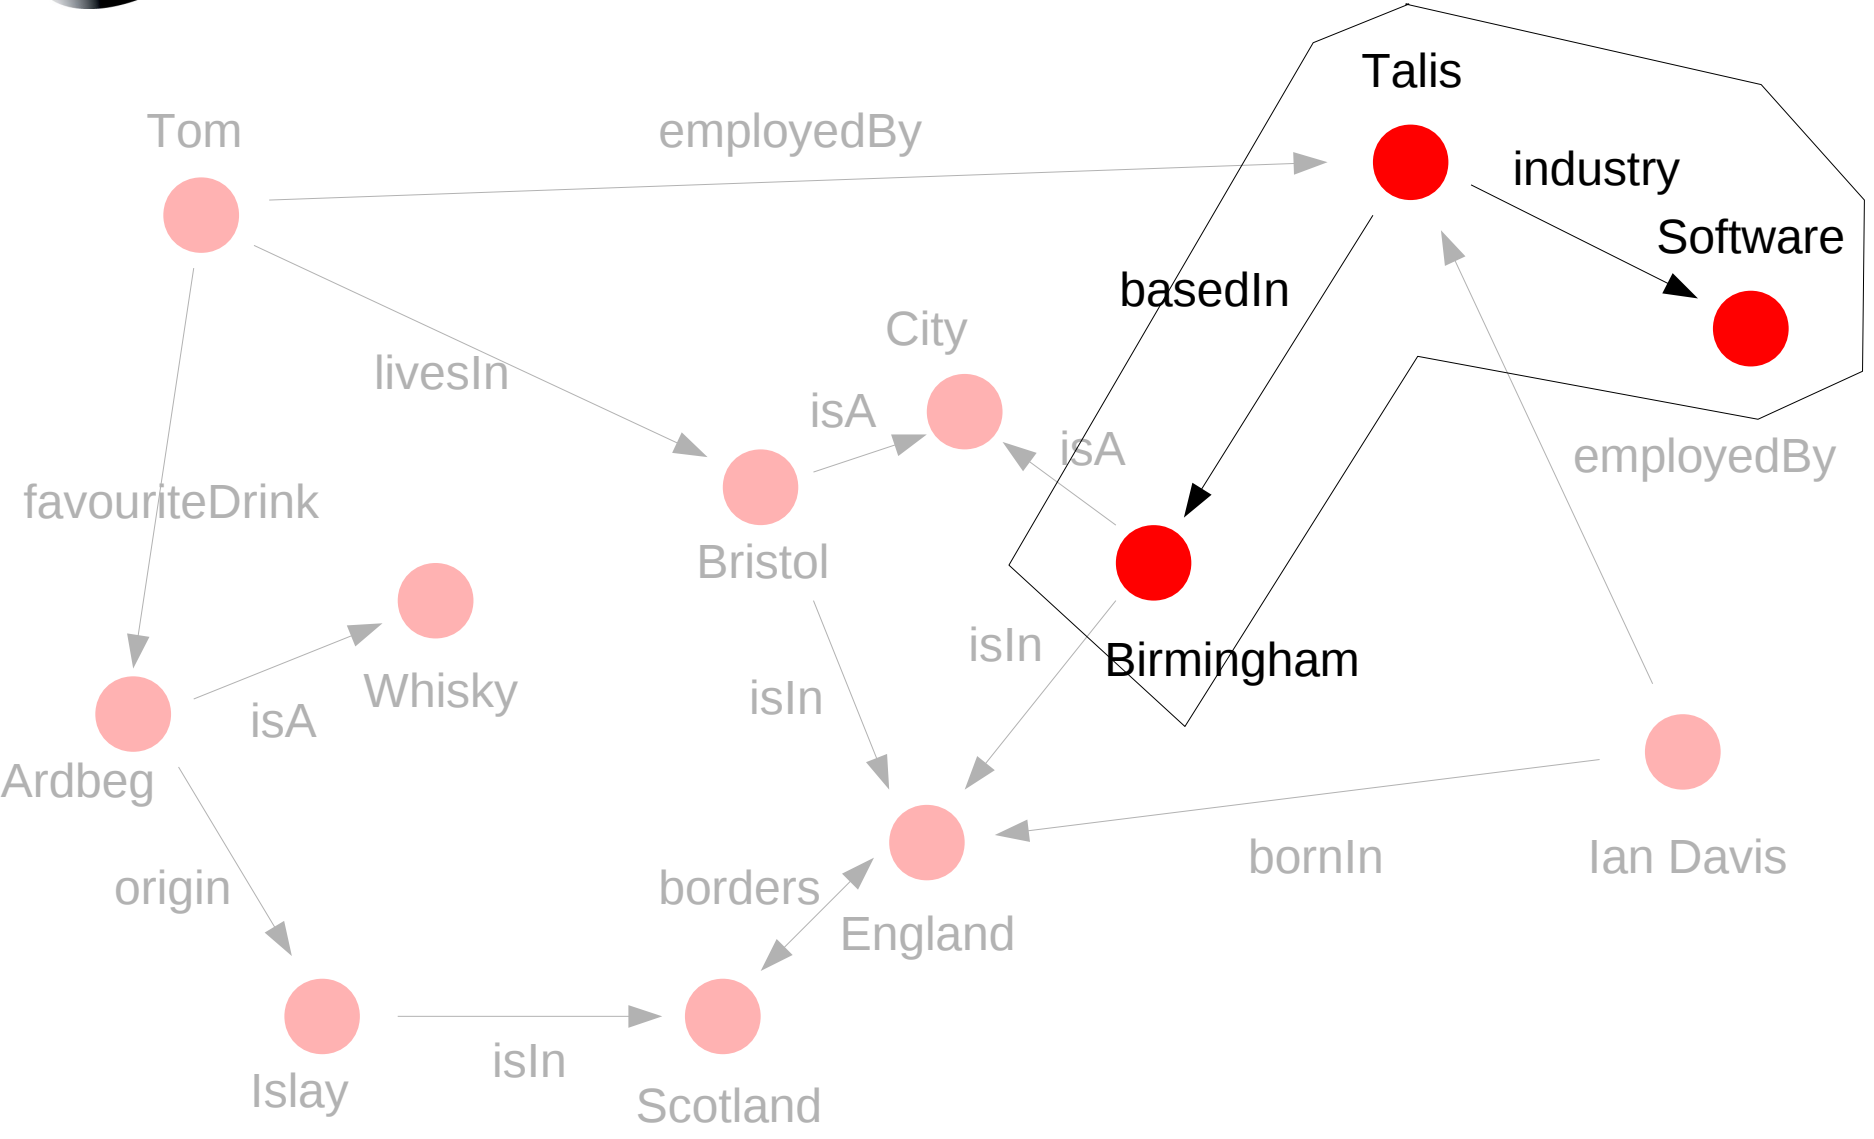 Talis
Tom
employedBy
industry
Software
basedIn
City
livesIn
isA
isA
employedBy
favouriteDrink
Bristol
isIn
Birmingham
Whisky
isIn
isA
Ardbeg
bornIn
Ian Davis
origin
borders
England
isIn
Islay
Scotland